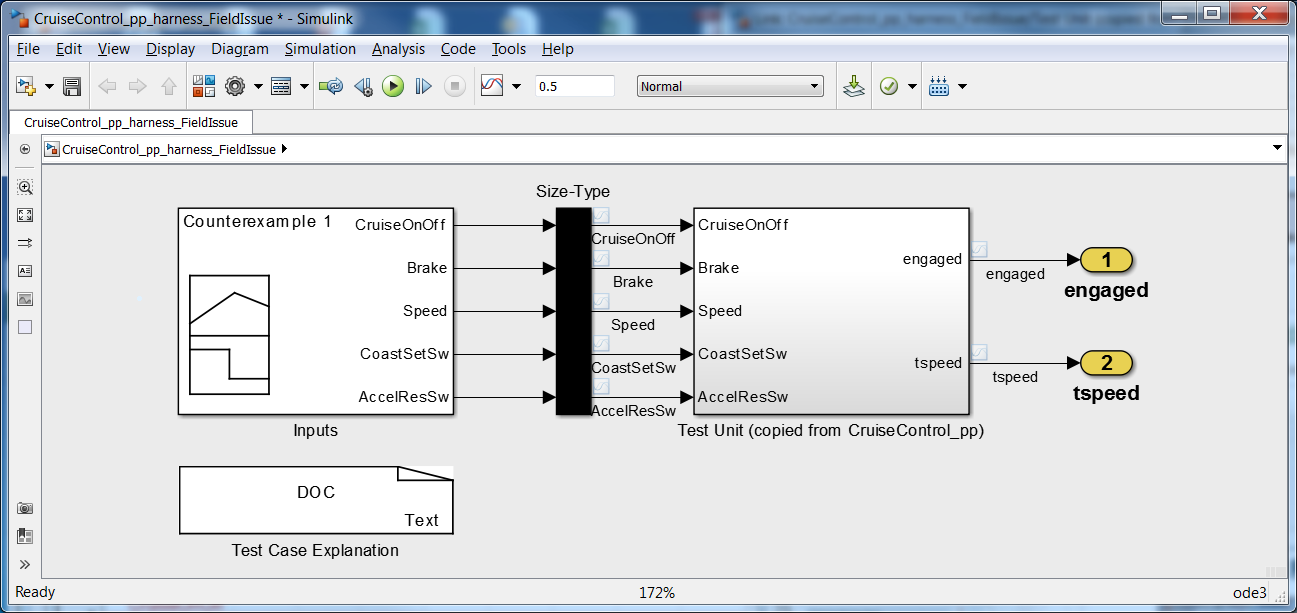 CruiseControl_pp_harness_FieldIssue * - Simulink
File Edit View Display Diagram Simulation Analysis Code Tools Help
0.5 Normal
CruiseControl_pp_harness_FieldIssue
CruiseControl_pp_harness_FieldIssue
Size-Type
Counterexample 1
CruiseOnOff
Brake
Speed
CoastSetSw
AccelResSw
Inputs
CruiseOnOff
Brake
Speed
CoastSetSw
AccelResSw
CruiseOnOff
Brake
Speed
CoastSetSw
AccelResSw
engaged
tspeed
Test Unit (copied from CruiseControl_pp)
engaged
1
engaged
tspeed
2
tspeed
DOC
Text
Test Case Explanation
Ready 172% ode3